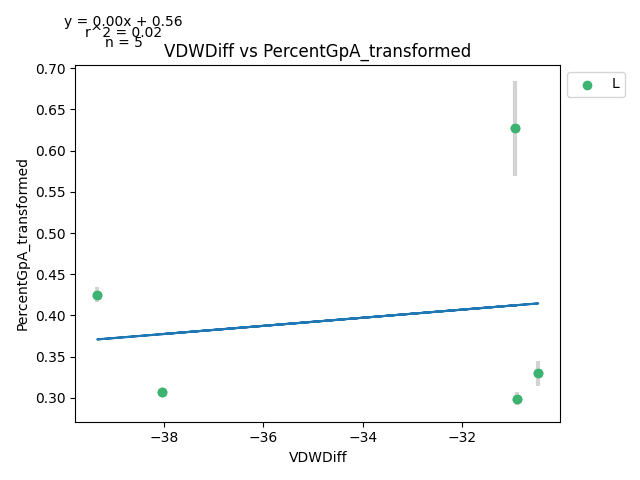 y = 0.00x + 0.56
r^2 = 0.02
n = 5
VDWDiff vs PercentGpA_transformed
L
0.70
0.65
0.60
0.55
0.50
0.45
0.40
0.35
0.30
PercentGpA_transformed
−38
−36
−34
−32
VDWDiff